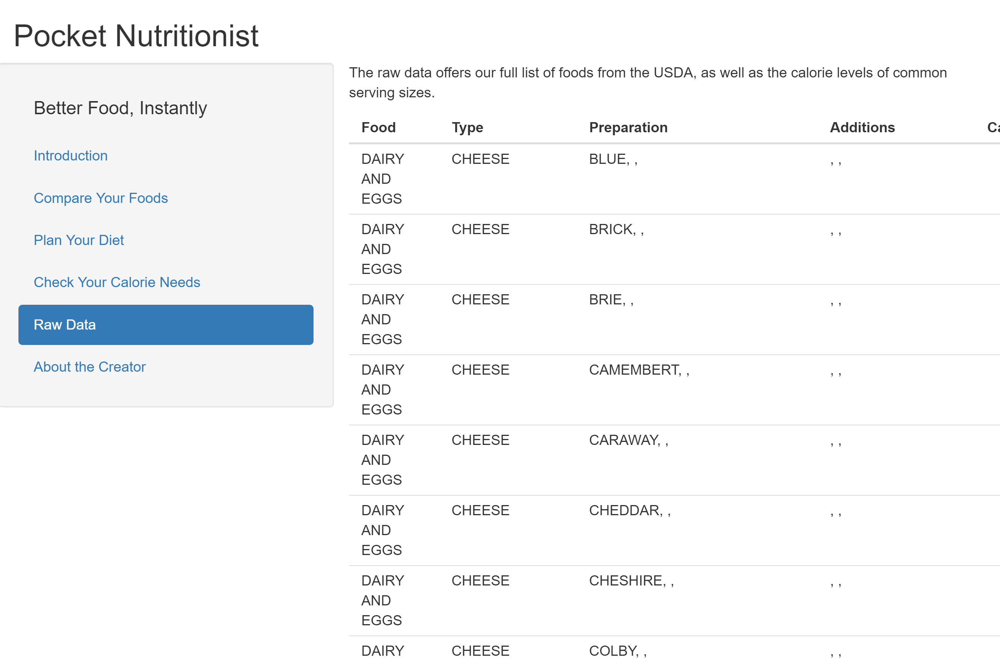 Pocket Nutritionist
Better Food, Instantly
Introduction
Compare Your Foods
Plan Your Diet
Check Your Calorie Needs
Raw Data
About the Creator
The raw data offers our full list of foods from the USDA, as well as the calorie levels of common
serving sizes.
Food Type Preparation Additions
DAIRY CHEESE BLUE, , , ,
AND
EGGS
DAIRY CHEESE BRICK, , , ,
AND
EGGS
DAIRY CHEESE BRIE, , , ,
AND
EGGS
DAIRY CHEESE CAMEMBERT, , , ,
AND
EGGS
DAIRY CHEESE CARAWAY, , , ,
AND
EGGS
DAIRY CHEESE CHEDDAR, , , ,
AND
EGGS
DAIRY CHEESE CHESHIRE, , , ,
AND
EGGS
DAIRY CHEESE COLBY, , , ,